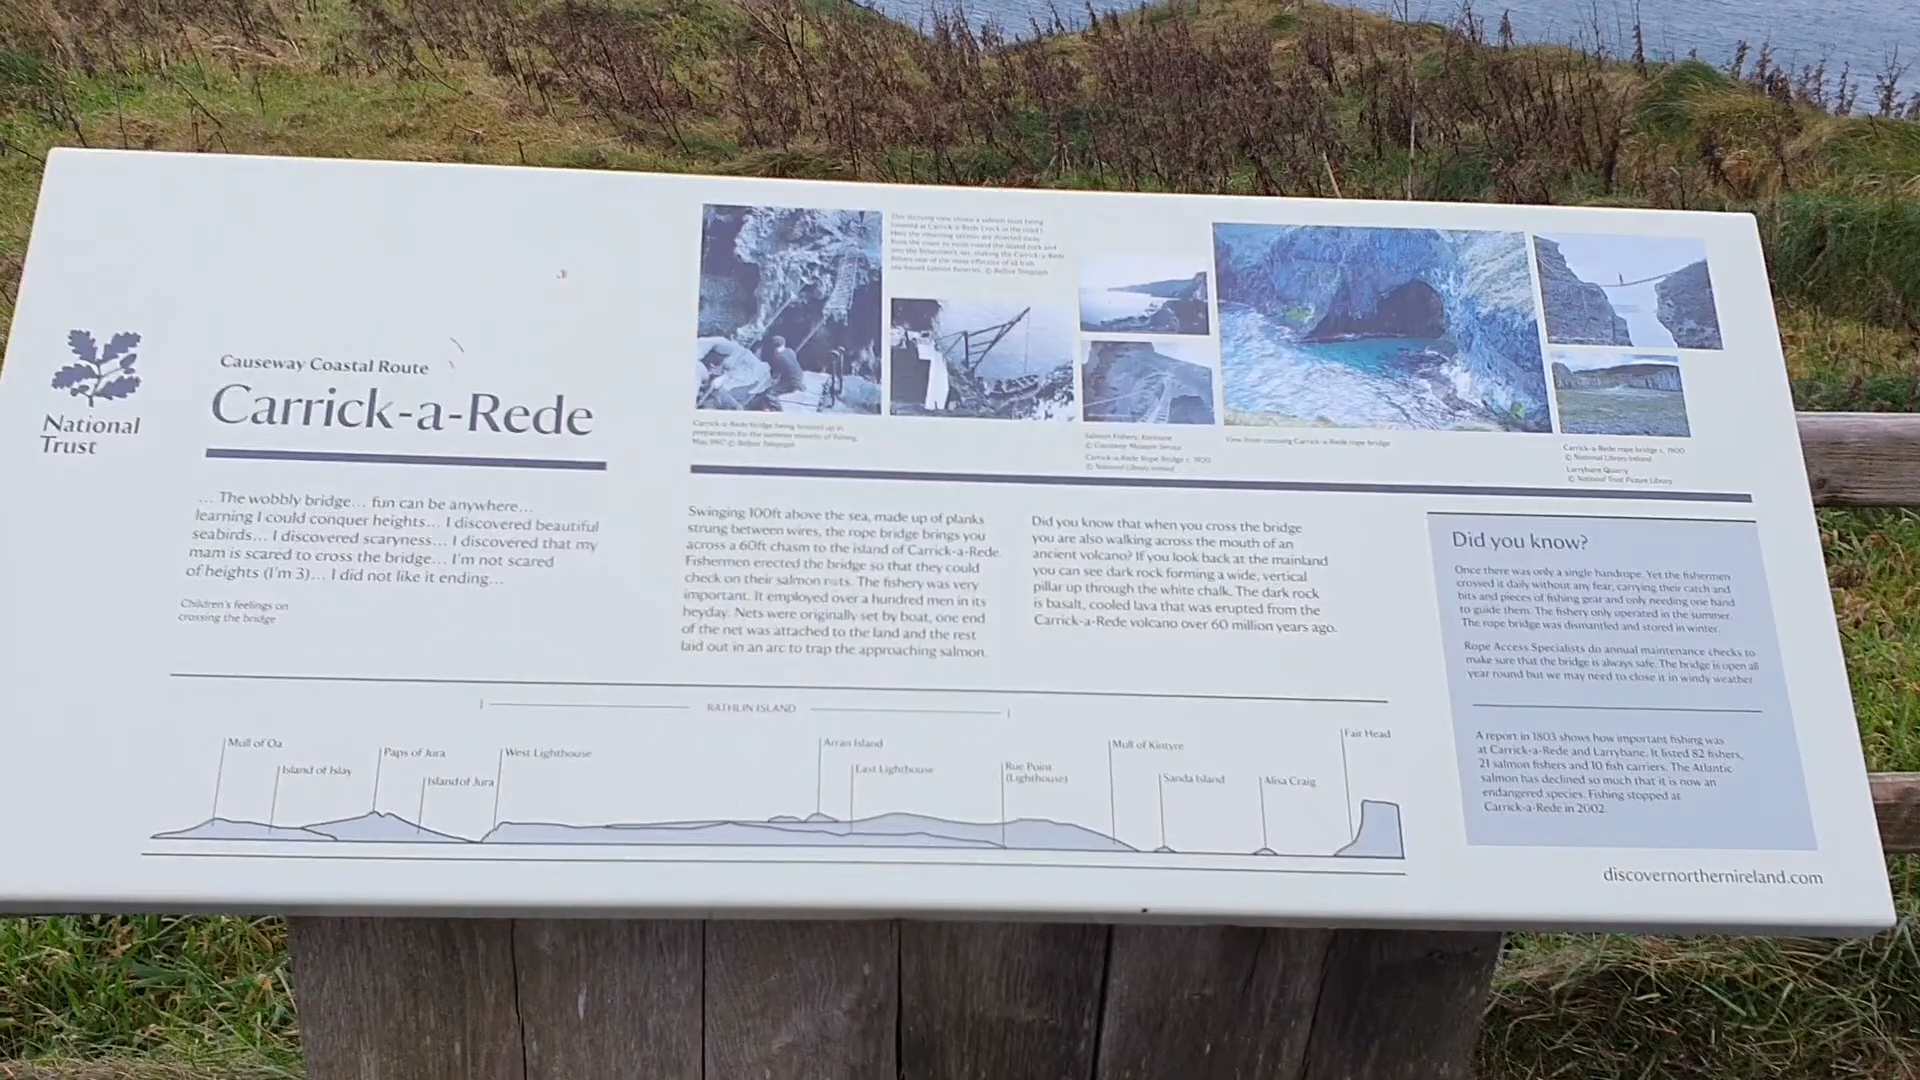 National
Trust
Causeway Coastal Route
Carrick-a-Rede
... The wobbly bridge... fun can be anywhere...
learning I could conquer heights... I discovered beautiful
seabirds... I discovered scaryness... I discovered that my
mam is scared to cross the bridge... I'm not scared
of heights (I'm 3)... I did not like it ending...
Children's feelings on
crossing the bridge
Carrick-a-Rede bridge being hoisted up in
preparation for the summer months of fishing,
May 1967 © Belfast Telegraph
Salmon Fishery,
© Causeway Museum Service
Carrick-a-Rede Rope Bridge c. 1920
© National Library Ireland
View from crossing Carrick-a-Rede rope bridge
Carrick-a-Rede rope bridge c. 1900
© National Library Ireland
Larrybane Quarry
© National Trust Picture Library
Swinging 100ft above the sea, made up of planks
strung between wires, the rope bridge brings you
across a 60ft chasm to the island of Carrick-a-Rede.
Fishermen erected the bridge so that they could
check on their salmon nets. The fishery was very
important. It employed over a hundred men in its
heyday. Nets were originally set by boat, one end
of the net was attached to the land and the rest
laid out in an arc to trap the approaching salmon.
Did you know that when you cross the bridge
you are also walking across the mouth of an
ancient volcano? If you look back at the mainland
you can see dark rock forming a wide, vertical
pillar up through the white chalk. The dark rock
is basalt, cooled lava that was erupted from the
Carrick-a-Rede volcano over 60 million years ago.
Did you know?
Once there was only a single handrope. Yet the fishermen
crossed it daily without any fear, carrying their catch and
bits and pieces of fishing gear and only needing one hand
to guide them. The fishery only operated in the summer.
The rope bridge was dismantled and stored in winter.
Rope Access Specialists do annual maintenance checks to
make sure that the bridge is always safe. The bridge is open all
year round but we may need to close it in windy weather.
A report in 1803 shows how important fishing was
at Carrick-a-Rede and Larrybane. It listed 82 fishers,
21 salmon fishers and 10 fish carriers. The Atlantic
salmon has declined so much that it is now an
endangered species. Fishing stopped at
Carrick-a-Rede in 2002.
RATHLIN ISLAND
Mull of Oa
Island of Islay
Paps of Jura
Island of Jura
West Lighthouse
Arran Island
East Lighthouse
Rue Point
(Lighthouse)
Mull of Kintyre
Sanda Island
Alisa Craig
Fair Head
discovernorthernireland.com